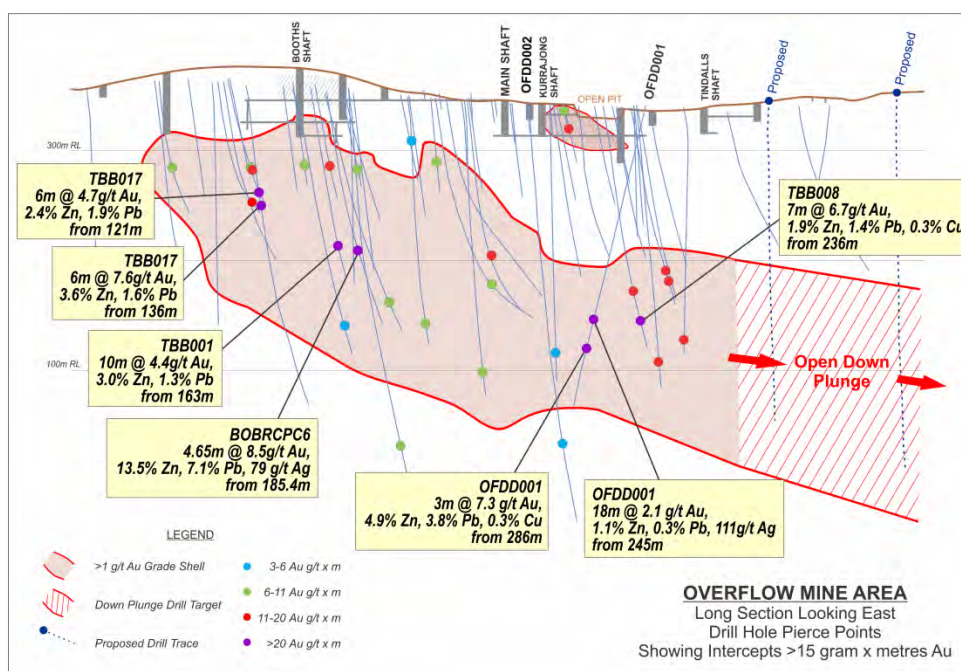 BOOTHS
SHAFT
MAIN SHAFT
OFDD002
KURRAJONG
SHAFT
OPEN PIT
OFDD001
TINDALLS
SHAFT
Proposed
Proposed
300m RL
100m RL
TBB017
6m @ 4.7g/t Au,
2.4% Zn, 1.9% Pb
from 121m
TBB017
6m @ 7.6g/t Au,
3.6% Zn, 1.6% Pb
from 136m
TBB001
10m @ 4.4g/t Au,
3.0% Zn, 1.3% Pb
from 163m
BOBRCPC6
4.65m @ 8.5g/t Au,
13.5% Zn, 7.1% Pb, 79 g/t Ag
from 185.4m
OFDD001
3m @ 7.3 g/t Au,
4.9% Zn, 3.8% Pb, 0.3% Cu
from 286m
OFDD001
18m @ 2.1 g/t Au,
1.1% Zn, 0.3% Pb, 111g/t Ag
from 245m
TBB008
7m @ 6.7g/t Au,
1.9% Zn, 1.4% Pb, 0.3% Cu
from 236m
Open Down
Plunge
LEGEND
>1 g/t Au Grade Shell
Down Plunge Drill Target
Proposed Drill Trace
3-6 Au g/t x m
6-11 Au g/t x m
11-20 Au g/t x m
>20 Au g/t x m
OVERFLOW MINE AREA
Long Section Looking East
Drill Hole Pierce Points
Showing Intercepts >15 gram x metres Au